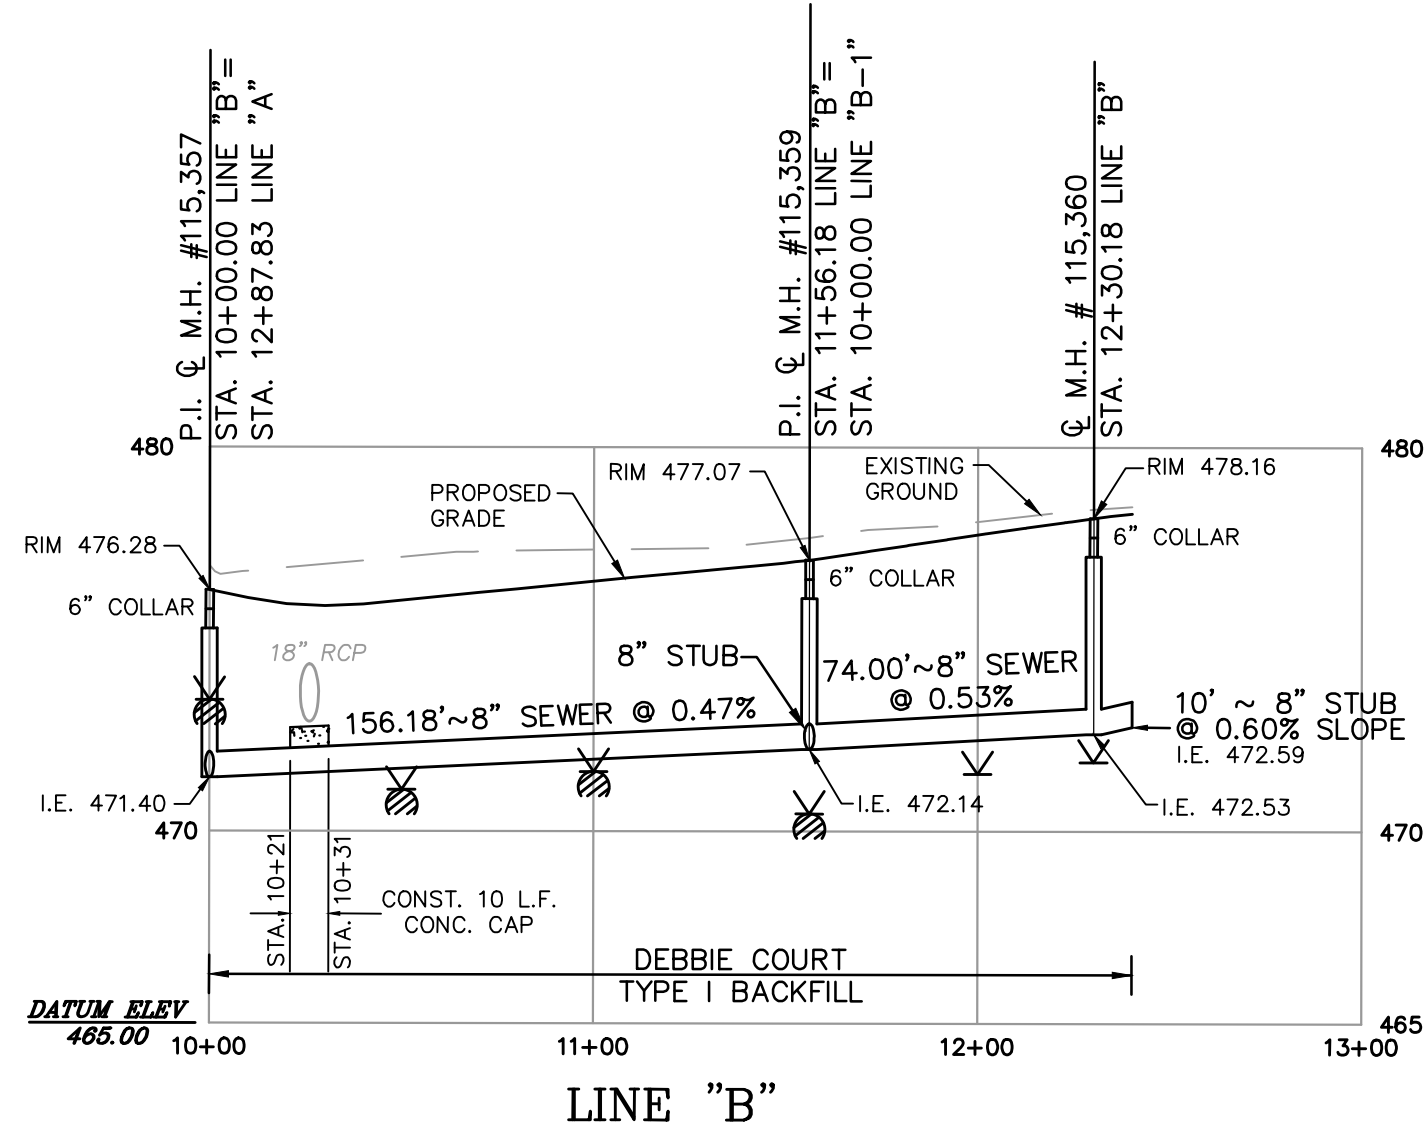 P.I. ℄ M.H. #115,357
STA. 10+00.00 LINE "B"=
STA. 12+87.83 LINE "A"
P.I. ℄ M.H. #115,359
STA. 11+56.18 LINE "B"=
STA. 10+00.00 LINE "B-1"
℄ M.H. # 115,360
STA. 12+30.18 LINE "B"
480
480
RIM 477.07
EXISTING
GROUND
RIM 478.16
PROPOSED
GRADE
RIM 476.28
6" COLLAR
6" COLLAR
6" COLLAR
18" RCP
8" STUB
74.00'~8" SEWER
@ 0.53%
156.18'~8" SEWER @ 0.47%
10' ~ 8" STUB
@ 0.60% SLOPE
I.E. 472.59
I.E. 471.40
I.E. 472.14
I.E. 472.53
470
470
STA. 10+21
STA. 10+31
CONST. 10 L.F.
CONC. CAP
DEBBIE COURT
TYPE I BACKFILL
DATUM ELEV
465.00
465
10+00
11+00
12+00
13+00
LINE "B"